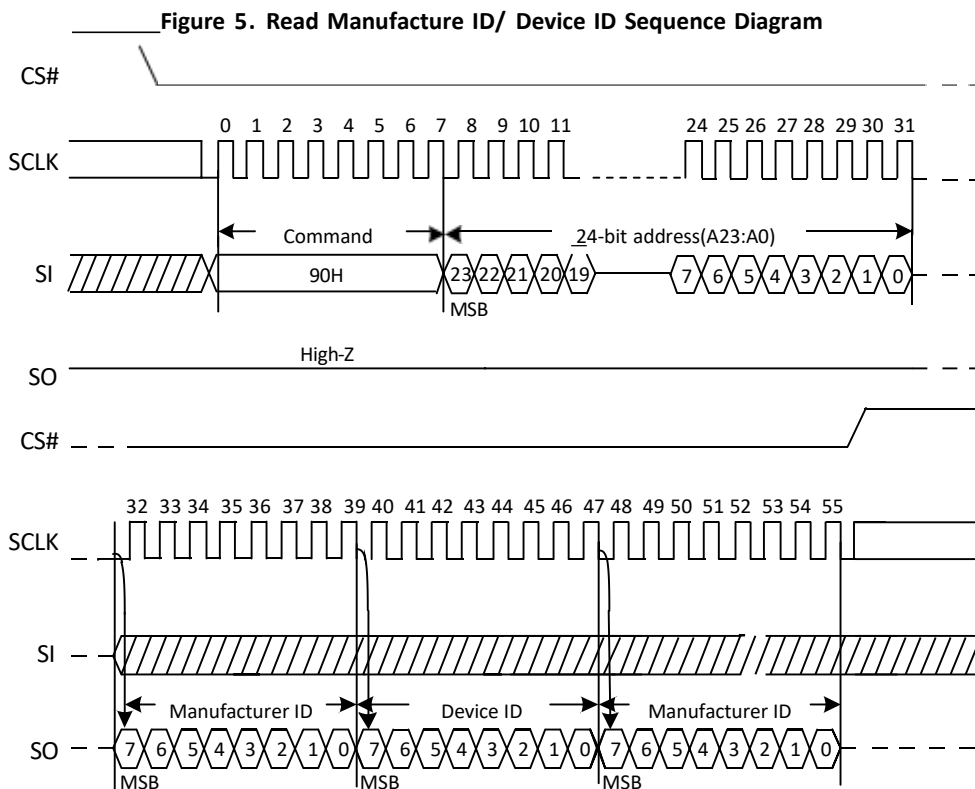 Figure 5. Read Manufacture ID/ Device ID Sequence Diagram
CS#
0 1 2 3 4 5 6 7 8 9 10 11 24 25 26 27 28 29 30 31
SCLK
Command 24-bit address(A23:A0)
SI 90H 23 22 21 20 19 7 6 5 4 3 2 1 0
MSB
High-Z
SO
CS#
32 33 34 35 36 37 38 39 40 41 42 43 44 45 46 47 48 49 50 51 52 53 54 55
SCLK
SI
Manufacturer ID Device ID Manufacturer ID
SO 7 6 5 4 3 2 1 0 7 6 5 4 3 2 1 0 7 6 5 4 3 2 1 0
MSB MSB MSB